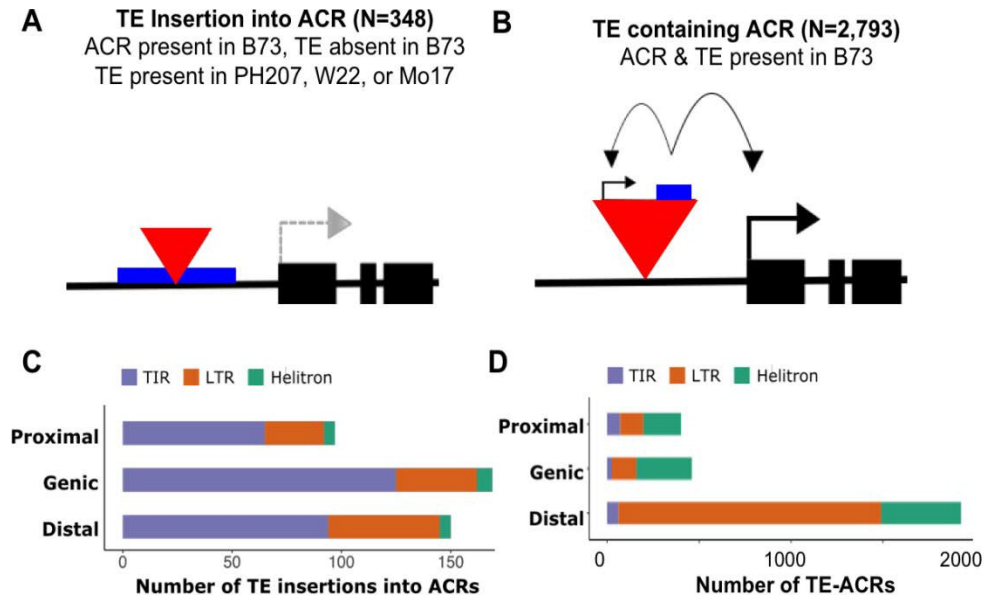 A
TE Insertion into ACR (N=348)
ACR present in B73, TE absent in B73
TE present in PH207, W22, or Mo17
B
TE containing ACR (N=2,793)
ACR & TE present in B73
C
TIR LTR Helitron
Proximal
Genic
Distal
0 50 100 150
Number of TE insertions into ACRs
D
TIR LTR Helitron
Proximal
Genic
Distal
0 1000 2000
Number of TE-ACRs